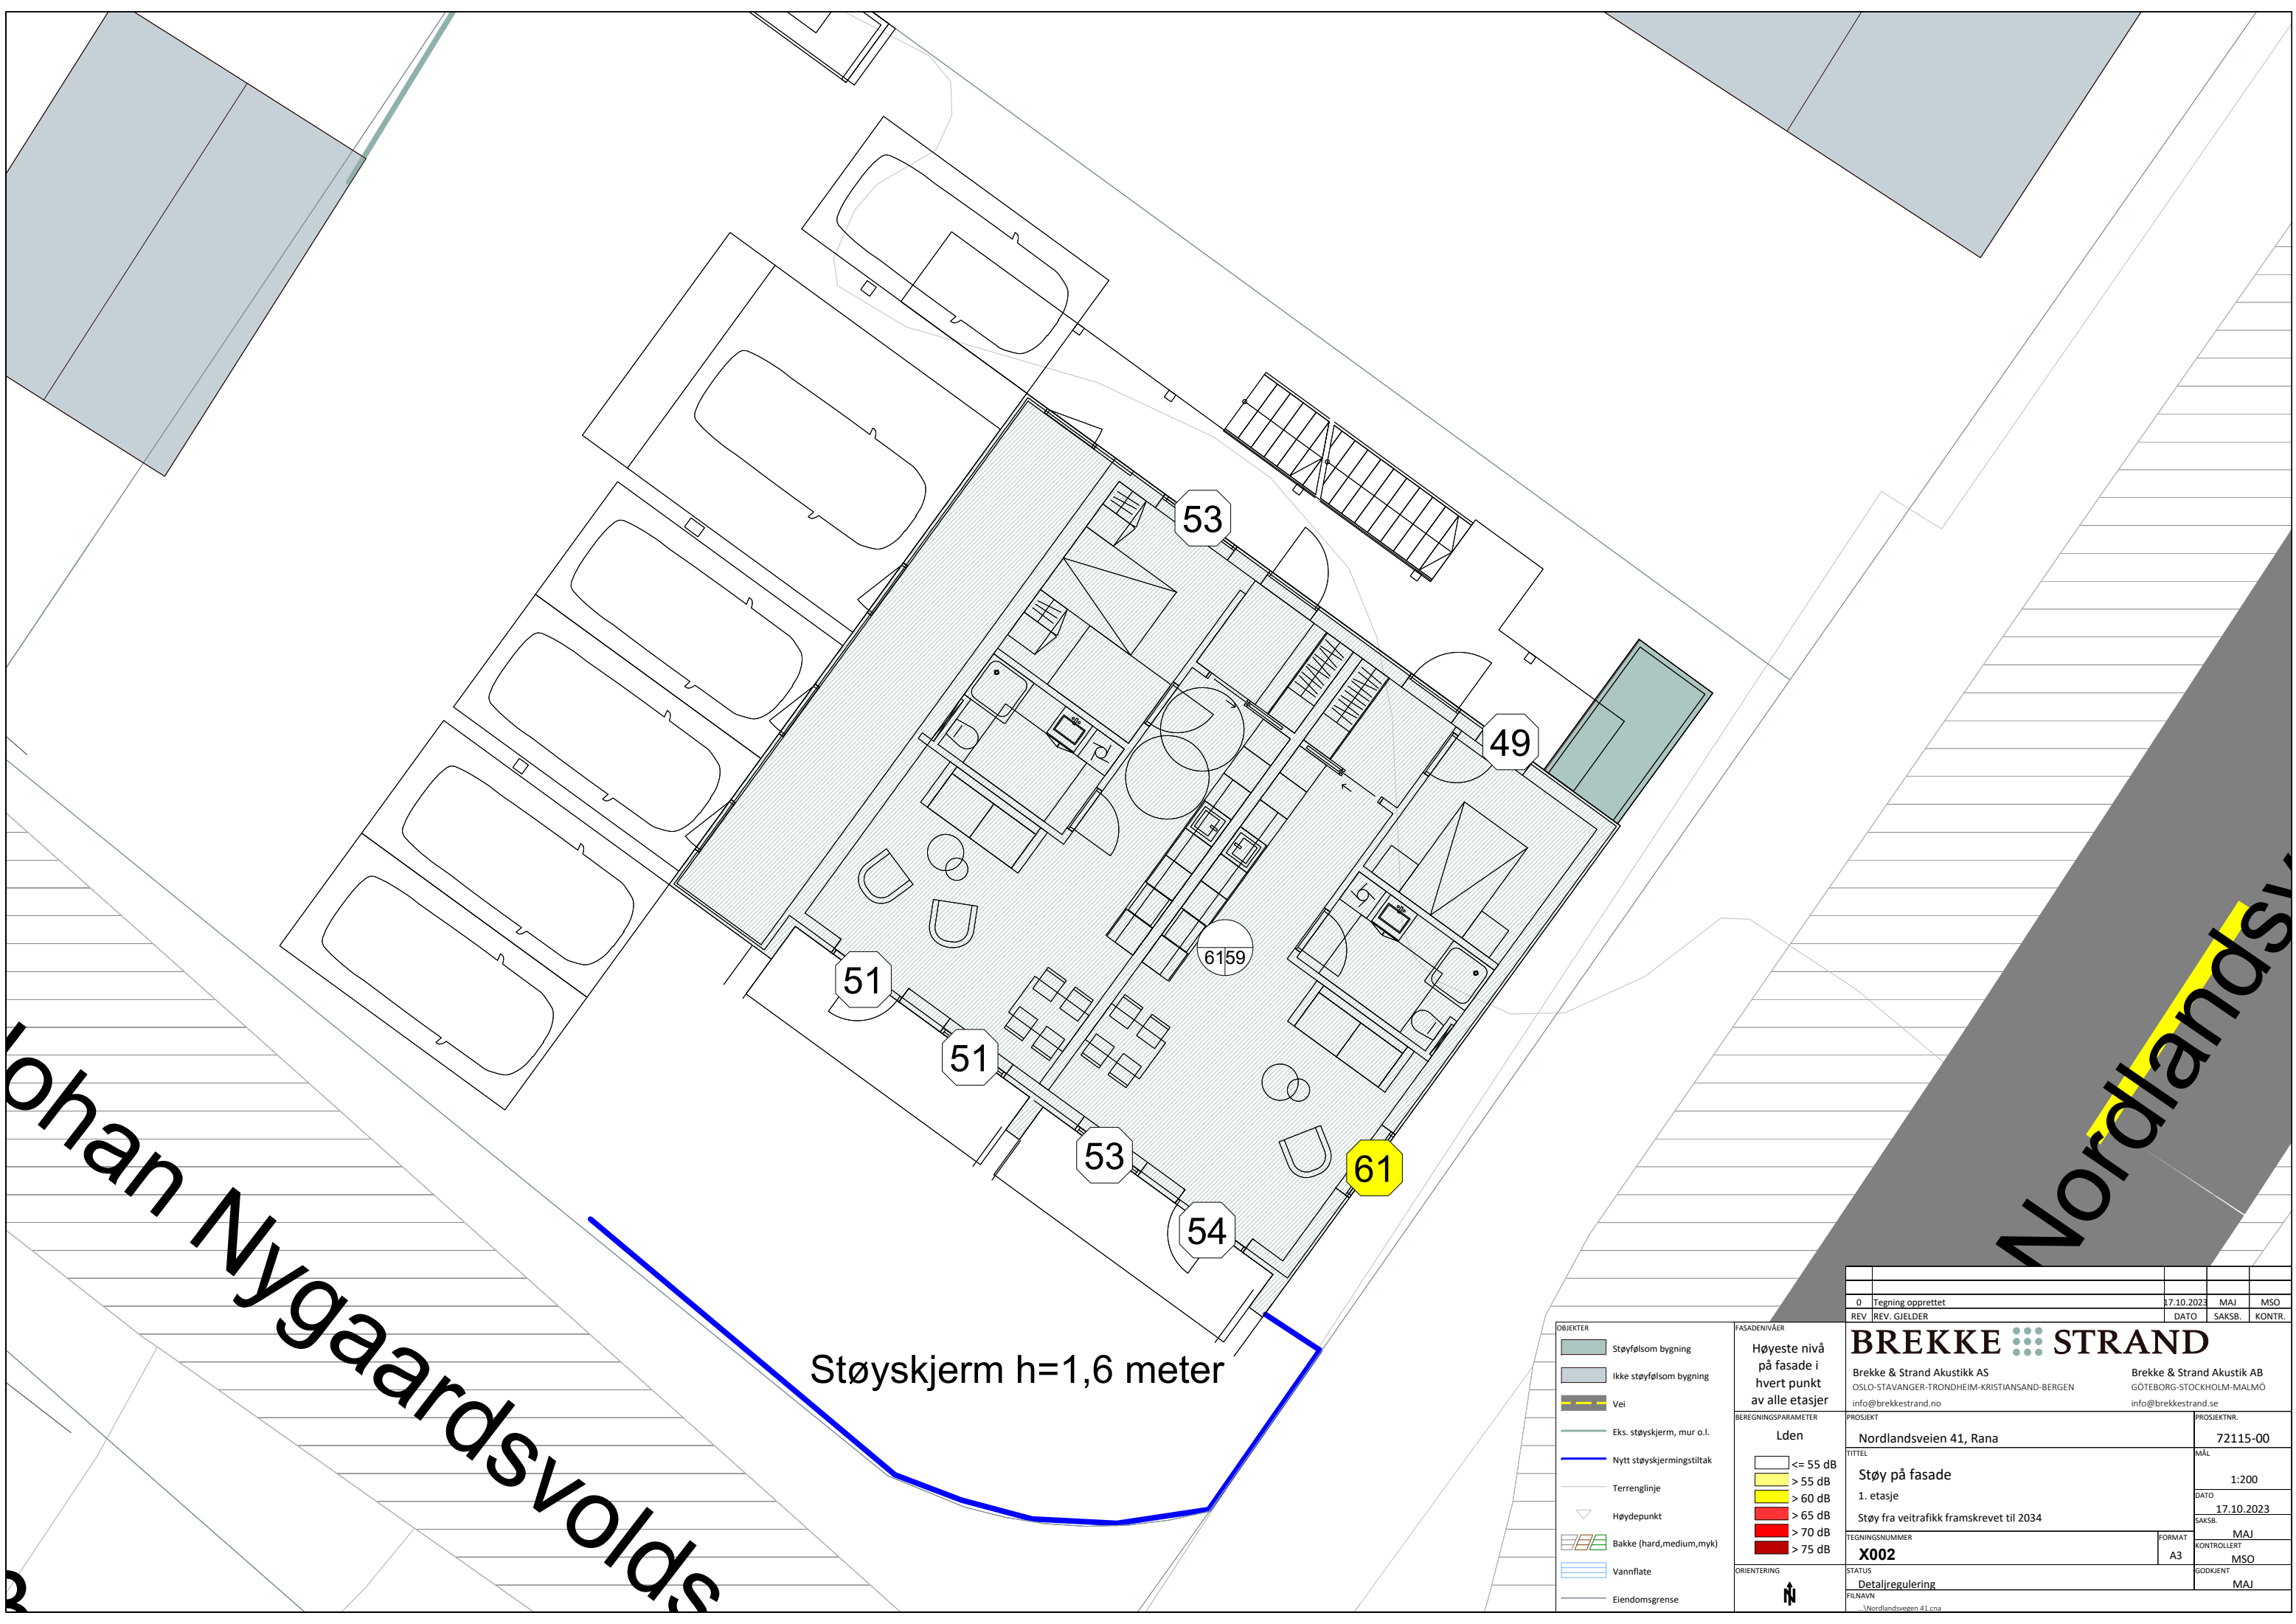 53
49
6159
51
51
53
61
54
Støyskjerm h=1,6 meter
Johan Nygaardsvolds
Nordlandsv
0 Tegning opprettet 17.10.2023 MAJ MSO
REV REV. GJELDER DATO SAKSB. KONTR.
OBJEKTER
Støyfølsom bygning
Ikke støyfølsom bygning
Vei
Eks. støyskjerm, mur o.l.
Nytt støyskjermingstiltak
Terrenglinje
Høydepunkt
Bakke (hard,medium,myk)
Vannflate
Eiendomsgrense
FASADENIVÅER
Høyeste nivå
på fasade i
hvert punkt
av alle etasjer
BEREGNINGSPARAMETER
Lden
<= 55 dB
> 55 dB
> 60 dB
> 65 dB
> 70 dB
> 75 dB
ORIENTERING
N
BREKKE STRAND
Brekke & Strand Akustikk AS
OSLO-STAVANGER-TRONDHEIM-KRISTIANSAND-BERGEN
info@brekkestrand.no
Brekke & Strand Akustik AB
GÖTEBORG-STOCKHOLM-MALMÖ
info@brekkestrand.se
PROSJEKT
Nordlandsveien 41, Rana
PROSJEKTNR.
72115-00
TITTEL
Støy på fasade
1. etasje
Støy fra veitrafikk framskrevet til 2034
MÅL
1:200
DATO
17.10.2023
SAKSB.
MAJ
TEGNINGSNUMMER
X002
FORMAT
A3
KONTROLLERT
MSO
STATUS
Detaljregulering
GODKJENT
MAJ
FILNAVN
...\Nordlandsvegen 41.cna